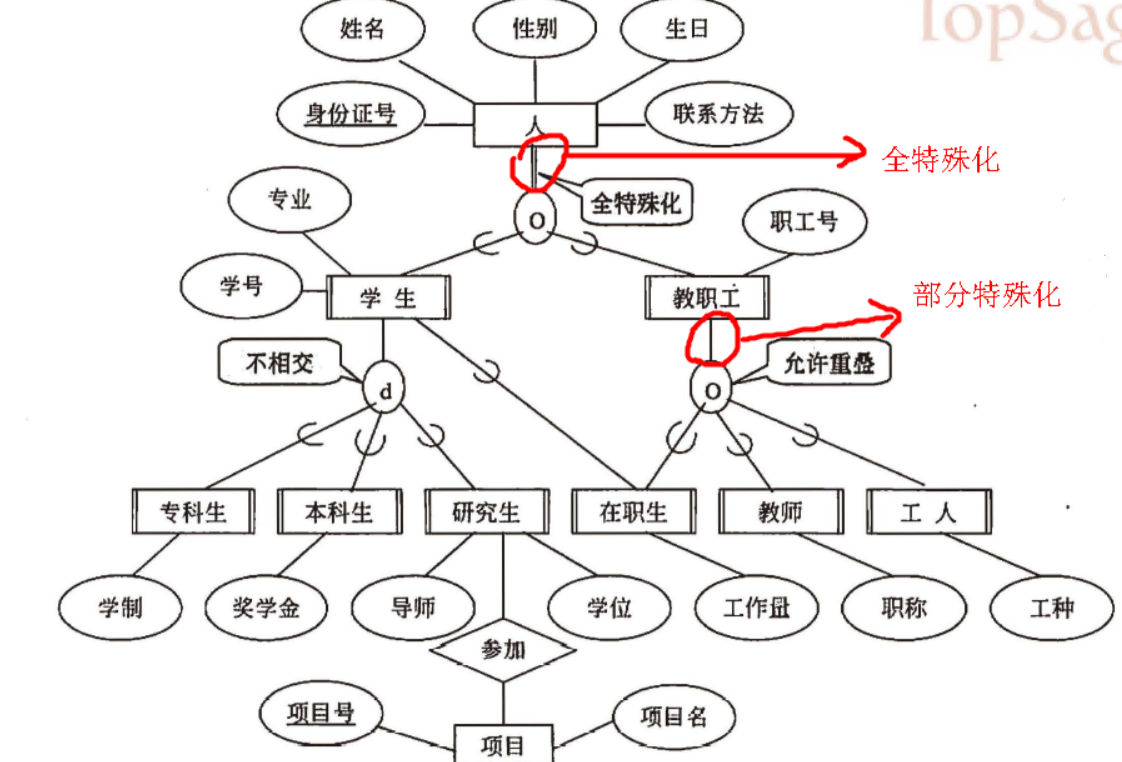 TopSag
姓名
性别
生日
身份证号
人
联系方法
全特殊化
专业
全特殊化
O
职工号
学号
学 生
教职工
部分特殊化
不相交
d
O
允许重叠
专科生
本科生
研究生
在职生
教师
工 人
学制
奖学金
导师
学位
工作量
职称
工种
参加
项目号
项目名
项目